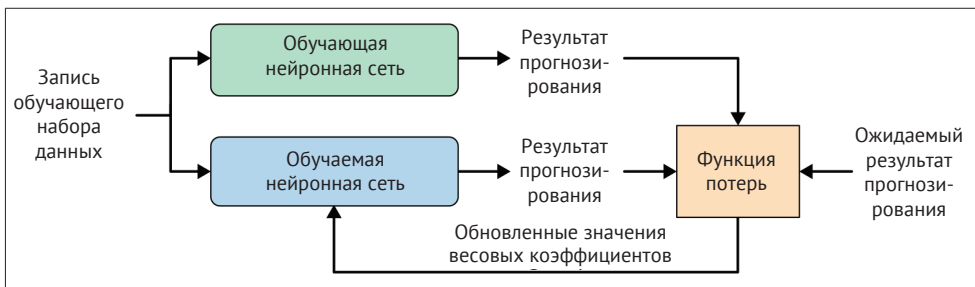 Запись
обучающего
набора
данных
Обучающая
нейронная сеть
Результат
прогнози-
рования
Обучаемая
нейронная сеть
Результат
прогнози-
рования
Функция
потерь
Ожидаемый
результат
прогнози-
рования
Обновленные значения
весовых коэффициентов